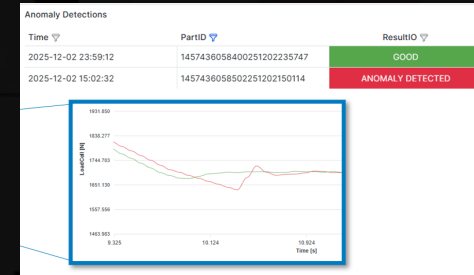 Anomaly Detections
Time PartID ResultIO
2025-12-02 23:59:12 1457436058400251202235747 GOOD
2025-12-02 15:02:32 1457436058502251202150114 ANOMALY DETECTED
1931.850
1838.277
1744.703
1651.130
1557.556
1463.983
LoadCell [N]
9.325 10.124 10.924
Time [s]